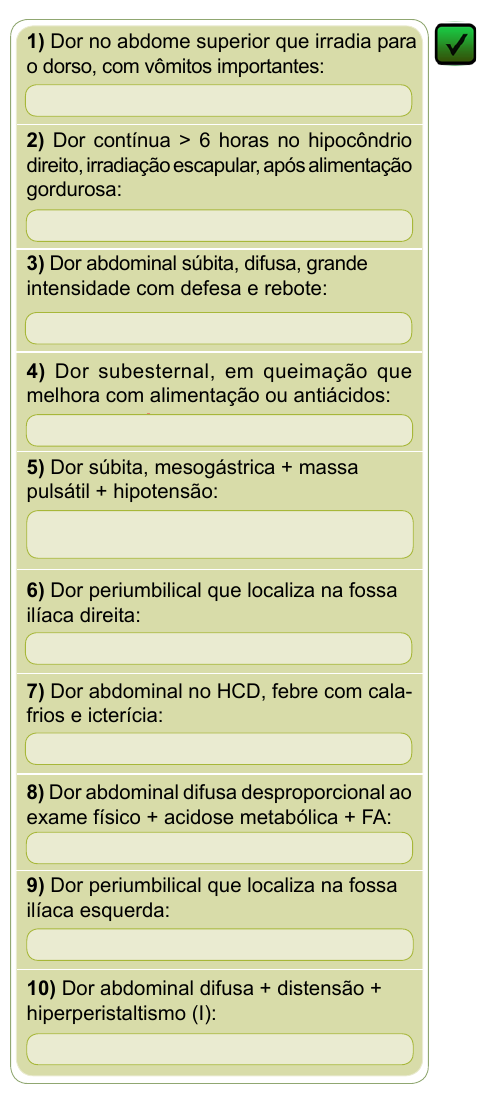 1) Dor no abdome superior que irradia para
o dorso, com vômitos importantes:
2) Dor contínua > 6 horas no hipocôndrio
direito, irradiação escapular, após alimentação
gordurosa:
3) Dor abdominal súbita, difusa, grande
intensidade com defesa e rebote:
4) Dor subesternal, em queimação que
melhora com alimentação ou antiácidos:
5) Dor súbita, mesogástrica + massa
pulsátil + hipotensão:
6) Dor periumbilical que localiza na fossa
ilíaca direita:
7) Dor abdominal no HCD, febre com cala-
frios e icterícia:
8) Dor abdominal difusa desproporcional ao
exame físico + acidose metabólica + FA:
9) Dor periumbilical que localiza na fossa
ilíaca esquerda:
10) Dor abdominal difusa + distensão +
hiperperistaltismo (I):